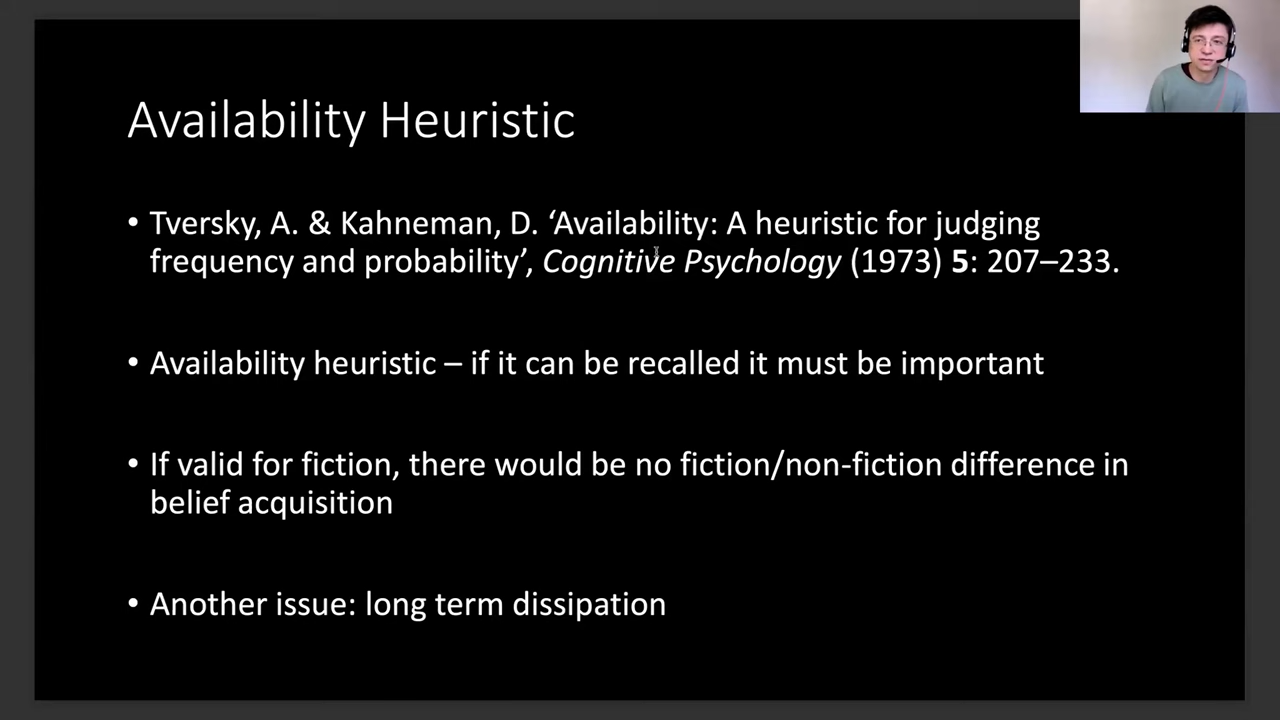 Availability Heuristic
• Tversky, A. & Kahneman, D. ‘Availability: A heuristic for judging
frequency and probability’, Cognitive Psychology (1973) 5: 207–233.
• Availability heuristic – if it can be recalled it must be important
• If valid for fiction, there would be no fiction/non-fiction difference in
belief acquisition
• Another issue: long term dissipation